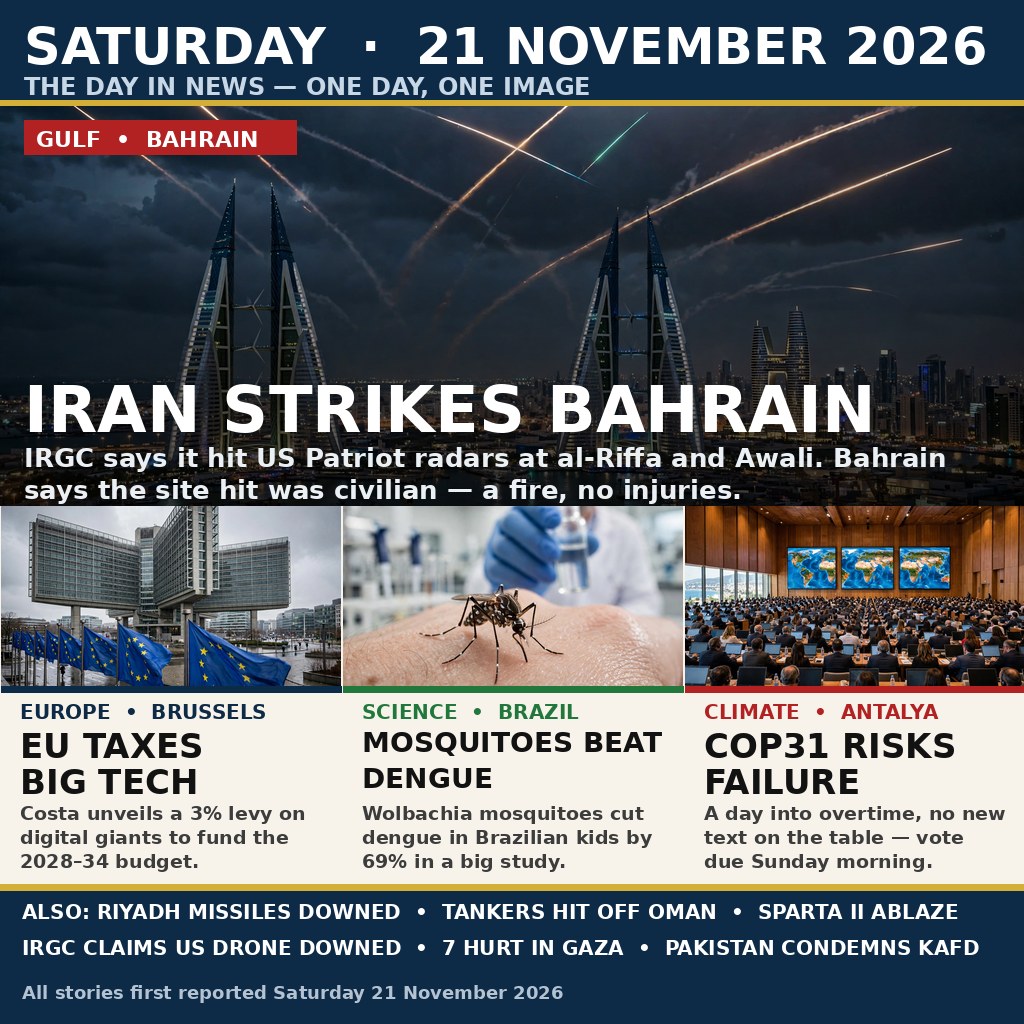 SATURDAY · 21 NOVEMBER 2026
THE DAY IN NEWS — ONE DAY, ONE IMAGE
GULF • BAHRAIN
IRAN STRIKES BAHRAIN
IRGC says it hit US Patriot radars at al-Riffa and Awali. Bahrain
says the site hit was civilian — a fire, no injuries.
EUROPE • BRUSSELS
EU TAXES
BIG TECH
Costa unveils a 3% levy on
digital giants to fund the
2028–34 budget.
SCIENCE • BRAZIL
MOSQUITOES BEAT
DENGUE
Wolbachia mosquitoes cut
dengue in Brazilian kids by
69% in a big study.
CLIMATE • ANTALYA
COP31 RISKS
FAILURE
A day into overtime, no new
text on the table — vote
due Sunday morning.
ALSO: RIYADH MISSILES DOWNED • TANKERS HIT OFF OMAN • SPARTA II ABLAZE
IRGC CLAIMS US DRONE DOWNED • 7 HURT IN GAZA • PAKISTAN CONDEMNS KAFD
All stories first reported Saturday 21 November 2026